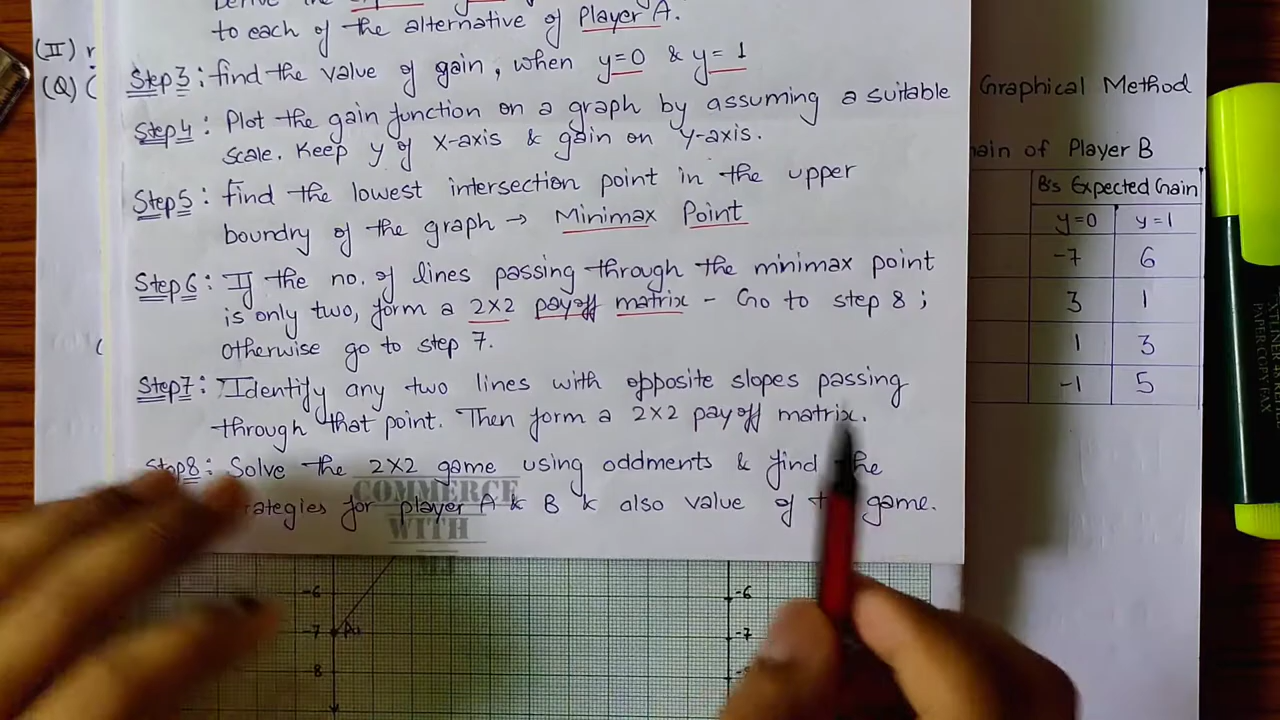 to each of the alternative of Player A.
(II)
(Q) (
Step 3: find the value of gain, when y=0 & y=1
Step 4: Plot the gain function on a graph by assuming a suitable
scale. Keep y of X-axis & gain on Y-axis.
Step 5: find the lowest intersection point in the upper
boundry of the graph → Minimax Point
Step 6: If the no. of lines passing through the minimax point
is only two, form a 2×2 payoff matrix - Go to step 8;
Otherwise go to step 7.
Step 7: Identify any two lines with opposite slopes passing
through that point. Then form a 2×2 payoff matrix.
Step 8: Solve the 2×2 game using oddments & find the
for player A & B & also value of game.
COMMERCE
WITH
Graphical Method
of Player B
B's Expected Gain
y=0 y=1
-7 6
3 1
1 3
-1 5
-6 -6
-7 -7
8